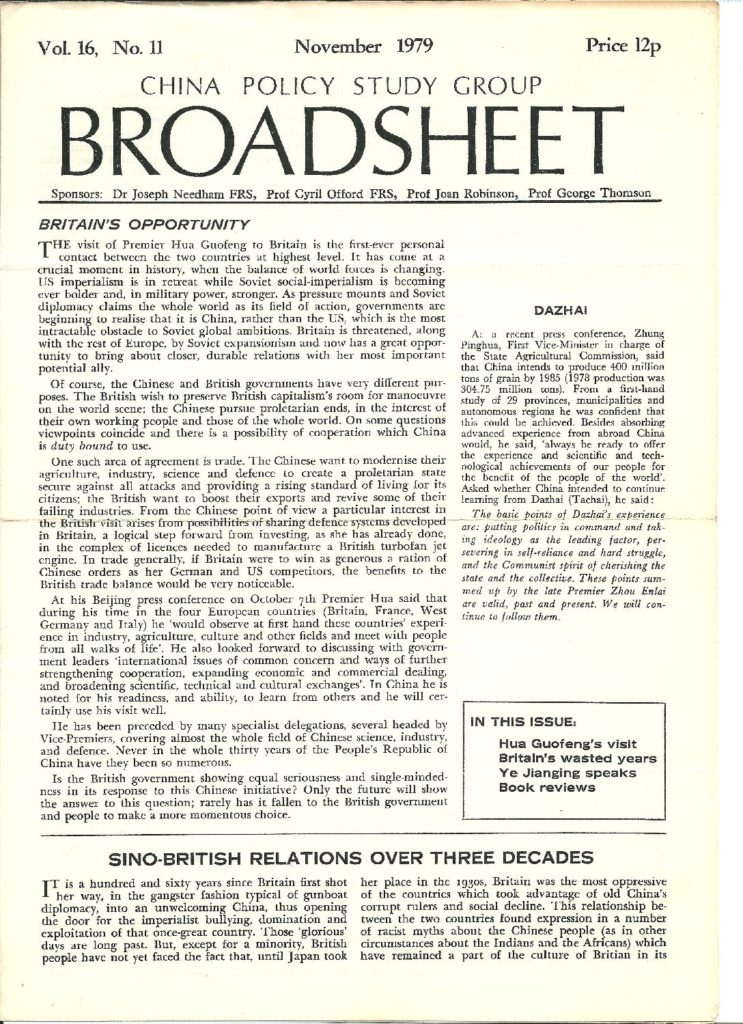 Vol. 16, No. 11 November 1979 Price 12p
CHINA POLICY STUDY GROUP
BROADSHEET
Sponsors: Dr Joseph Needham FRS, Prof Cyril Offord FRS, Prof Joan Robinson, Prof George Thomson
BRITAIN'S OPPORTUNITY
THE visit of Premier Hua Guofeng to Britain is the first-ever personal
contact between the two countries at highest level. It has come at a
crucial moment in history, when the balance of world forces is changing.
US imperialism is in retreat while Soviet social-imperialism is becoming
ever bolder and, in military power, stronger. As pressure mounts and Soviet
diplomacy claims the whole world as its field of action, governments are
beginning to realise that it is China, rather than the US, which is the most
intractable obstacle to Soviet global ambitions. Britain is threatened, along
with the rest of Europe, by Soviet expansionism and now has a great oppor-
tunity to bring about closer, durable relations with her most important
potential ally.
Of course, the Chinese and British governments have very different pur-
poses. The British wish to preserve British capitalism's room for manoeuvre
on the world scene; the Chinese pursue proletarian ends, in the interest of
their own working people and those of the whole world. On some questions
viewpoints coincide and there is a possibility of cooperation which China
is duty bound to use.
One such area of agreement is trade. The Chinese want to modernise their
agriculture, industry, science and defence to create a proletarian state
secure against all attacks and providing a rising standard of living for its
citizens; the British want to boost their exports and revive some of their
failing industries. From the Chinese point of view a particular interest in
the British visit arises from possibilities of sharing defence systems developed
in Britain, a logical step forward from investing, as she has already done,
in the complex of licences needed to manufacture a British turbofan jet
engine. In trade generally, if Britain were to win as generous a ration of
Chinese orders as her German and US competitors, the benefits to the
British trade balance would be very noticeable.
At his Beijing press conference on October 7th Premier Hua said that
during his time in the four European countries (Britain, France, West
Germany and Italy) he 'would observe at first hand these countries' experi-
ence in industry, agriculture, culture and other fields and meet with people
from all walks of life'. He also looked forward to discussing with govern-
ment leaders 'international issues of common concern and ways of further
strengthening cooperation, expanding economic and commercial dealing,
and broadening scientific, technical and cultural exchanges'. In China he is
noted for his readiness, and ability, to learn from others and he will cer-
tainly use his visit well.
He has been preceded by many specialist delegations, several headed by
Vice-Premiers, covering almost the whole field of Chinese science, industry,
and defence. Never in the whole thirty years of the People's Republic of
China have they been so numerous.
Is the British government showing equal seriousness and single-minded-
ness in its response to this Chinese initiative? Only the future will show
the answer to this question; rarely has it fallen to the British government
and people to make a more momentous choice.
DAZHAI
At a recent press conference, Zhung
Pinghua, First Vice-Minister in charge of
the State Agricultural Commission, said
that China intends to produce 400 million
tons of grain by 1985 (1978 production was
304.75 million tons). From a first-hand
study of 29 provinces, municipalities and
autonomous regions he was confident that
this could be achieved. Besides absorbing
advanced experience from abroad China
would, he said, 'always be ready to offer
the experience and scientific and tech-
nological achievements of our people for
the benefit of the people of the world'.
Asked whether China intended to continue
learning from Dazhai (Tachai), he said:
The basic points of Dazhai's experience
are: putting politics in command and tak-
ing ideology as the leading factor, per-
severing in self-reliance and hard struggle,
and the Communist spirit of cherishing the
state and the collective. These points sum-
med up by the late Premier Zhou Enlai
are valid, past and present. We will con-
tinue to follow them.
IN THIS ISSUE:
Hua Guofeng's visit
Britain's wasted years
Ye Jianging speaks
Book reviews
SINO-BRITISH RELATIONS OVER THREE DECADES
IT is a hundred and sixty years since Britain first shot
her way, in the gangster fashion typical of gunboat
diplomacy, into an unwelcoming China, thus opening
the door for the imperialist bullying, domination and
exploitation of that once-great country. Those 'glorious'
days are long past. But, except for a minority, British
people have not yet faced the fact that, until Japan took
her place in the 1930s, Britain was the most oppressive
of the countries which took advantage of old China's
corrupt rulers and social decline. This relationship be-
tween the two countries found expression in a number
of racist myths about the Chinese people (as in other
circumstances about the Indians and the Africans) which
have remained a part of the culture of Britian in its